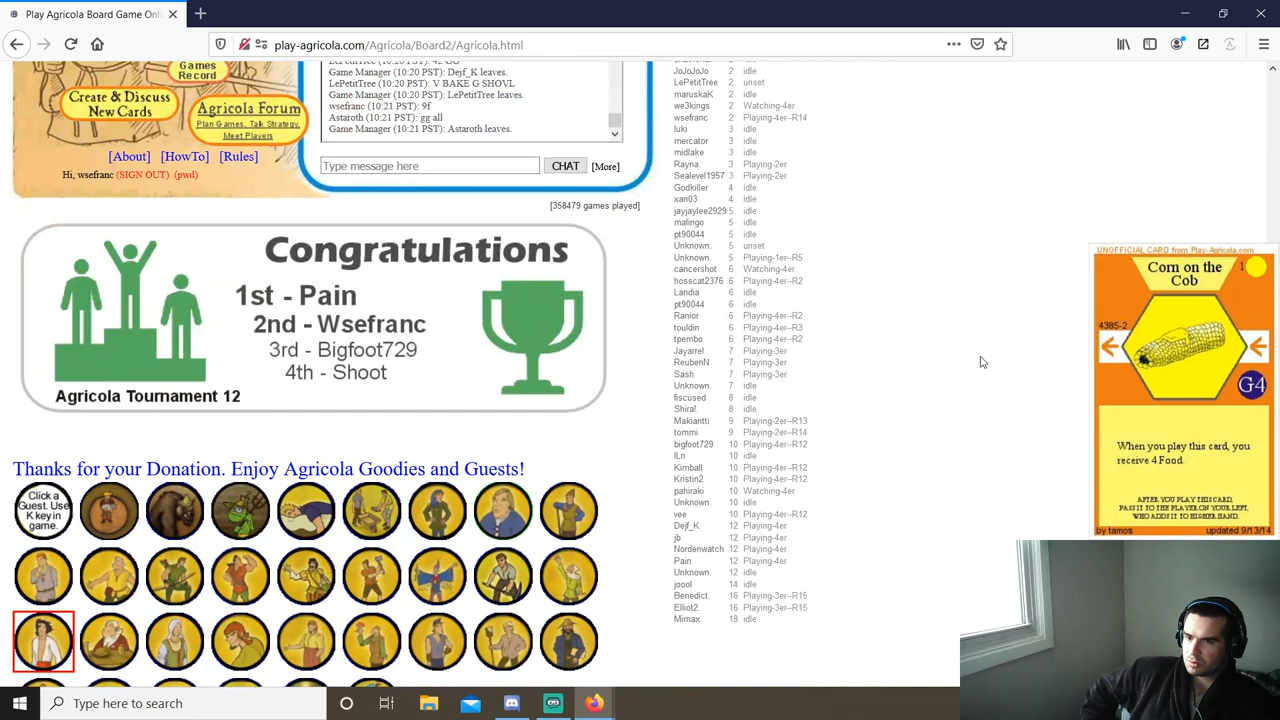 Play Agricola Board Game Onl
play-agricola.com/Agricola/Board2/Agricola.html
Games
Record
Create & Discuss
New Cards
Agricola Forum
Plan Games, Talk Strategy,
Meet Players
[About] [HowTo] [Rules]
Hi, wsefranc (SIGN OUT) (pwd)
Game Manager (10:20 PST): Dejf_K leaves.
LePetitTree (10:20 PST): V BAKE G SHOVL
Game Manager (10:21 PST): LePetitTree leaves.
wsefranc (10:21 PST): 9f
Astaroth (10:21 PST): gg all
Game Manager (10:21 PST): Astaroth leaves.
Type message here
CHAT
[More]
[358479 games played]
Congratulations
1st - Pain
2nd - Wsefranc
3rd - Bigfoot729
4th - Shoot
Agricola Tournament 12
Thanks for your Donation. Enjoy Agricola Goodies and Guests!
Click a
Guest. Use
K key in
game.
JoJoJoJo 2 idle
LePetitTree 2 unset
maruskaK 2 idle
we3kings 2 Watching-4er
wsefranc 2 Playing-4er--R14
luki 3 idle
mercator 3 idle
midlake 3 idle
Rayna. 3 Playing-2er
Sealevel1957 3 Playing-2er
Godkiller 4 idle
xan03 4 idle
jayjaylee2929 5 idle
malingo 5 idle
pt90044 5 idle
Unknown. 5 unset
Unknown. 5 Playing-1er--R5
cancershot 6 Watching-4er
hosscat2376 6 Playing-4er--R2
Landia 6 idle
pt90044 6 idle
Ranior 6 Playing-4er--R2
touldin 6 Playing-4er--R3
tpembo 6 Playing-4er--R2
Jayarrel 7 Playing-3er
ReubenN 7 Playing-3er
Sash 7 Playing-3er
Unknown. 7 idle
fiscused 8 idle
Shira!. 8 idle
Makiantti 9 Playing-2er--R13
tommi 9 Playing-2er--R14
bigfoot729 10 Playing-4er--R12
ILn 10 idle
Kimball 10 Playing-4er--R12
Kristin2 10 Playing-4er--R12
pahiraki 10 Watching-4er
Unknown. 10 idle
vee 10 Playing-4er--R12
Dejf_K 12 Playing-4er
jb 12 Playing-4er
Nordenwatch 12 Playing-4er
Pain 12 Playing-4er
Unknown. 12 idle
joool 14 idle
Benedict. 16 Playing-3er--R15
Elliot2. 16 Playing-3er--R15
Mimax. 18 idle
UNOFFICIAL CARD from Play-Agricola.com
Corn on the
Cob
1
4385-2
G4
When you play this card, you
receive 4 Food.
AFTER YOU PLAY THIS CARD,
PASS IT TO THE PLAYER ON YOUR LEFT,
WHO ADDS IT TO HIS/HER HAND.
by tamos updated 9/13/14
Type here to search